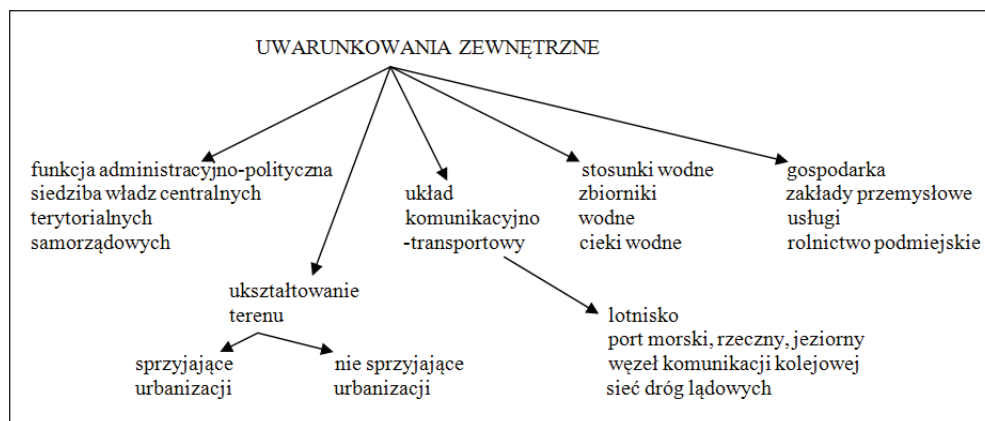 UWARUNKOWANIA ZEWNĘTRZNE
funkcja administracyjno-polityczna
siedziba władz centralnych
terytorialnych
samorządowych
układ
komunikacyjno
-transportowy
stosunki wodne
zbiorniki
wodne
cieki wodne
gospodarka
zakłady przemysłowe
usługi
rolnictwo podmiejskie
ukształtowanie
terenu
sprzyjające
urbanizacji
nie sprzyjające
urbanizacji
lotnisko
port morski, rzeczny, jeziorny
węzeł komunikacji kolejowej
sieć dróg lądowych